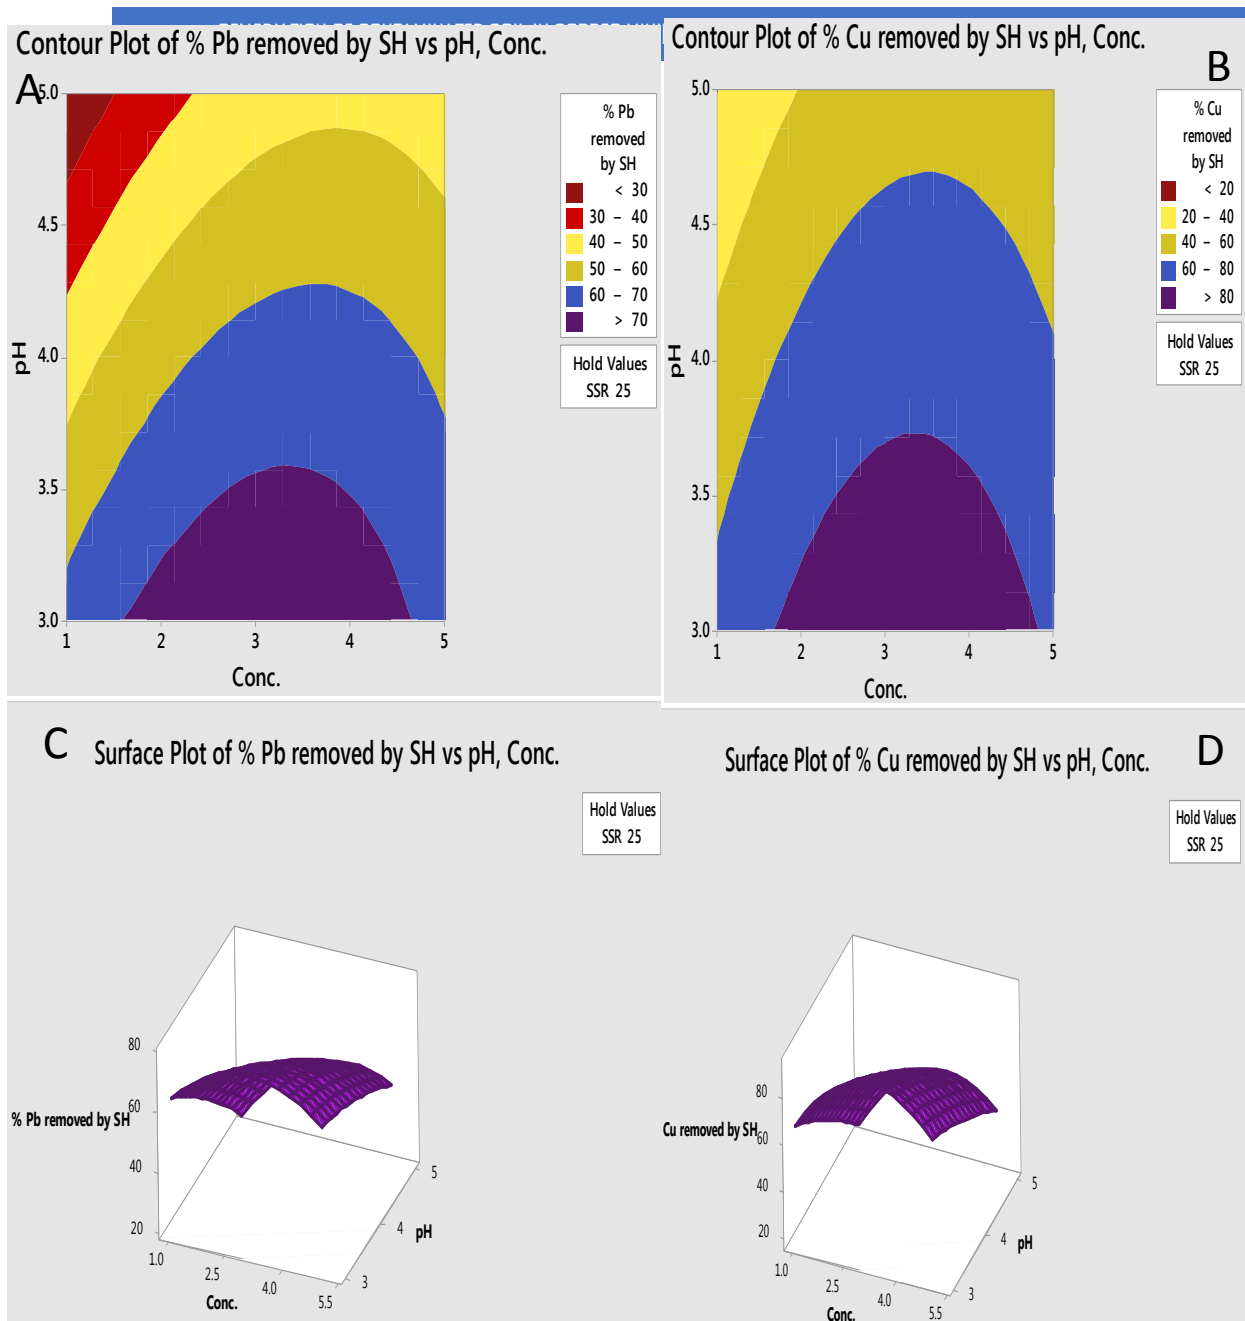 Contour Plot of % Pb removed by SH vs pH, Conc.
A
5.0
4.5
4.0
3.5
3.0
pH
1 2 3 4 5
Conc.
% Pb
removed
by SH
< 30
30 – 40
40 – 50
50 – 60
60 – 70
> 70
Hold Values
SSR 25
Contour Plot of % Cu removed by SH vs pH, Conc.
B
5.0
4.5
4.0
3.5
3.0
pH
1 2 3 4 5
Conc.
% Cu
removed
by SH
< 20
20 – 40
40 – 60
60 – 80
> 80
Hold Values
SSR 25
C
Surface Plot of % Pb removed by SH vs pH, Conc.
Hold Values
SSR 25
80
60
40
20
% Pb removed by SH
1.0 2.5 4.0 5.5
Conc.
3 4 5
pH
D
Surface Plot of % Cu removed by SH vs pH, Conc.
Hold Values
SSR 25
80
60
40
20
Cu removed by SH
1.0 2.5 4.0 5.5
Conc.
3 4 5
pH